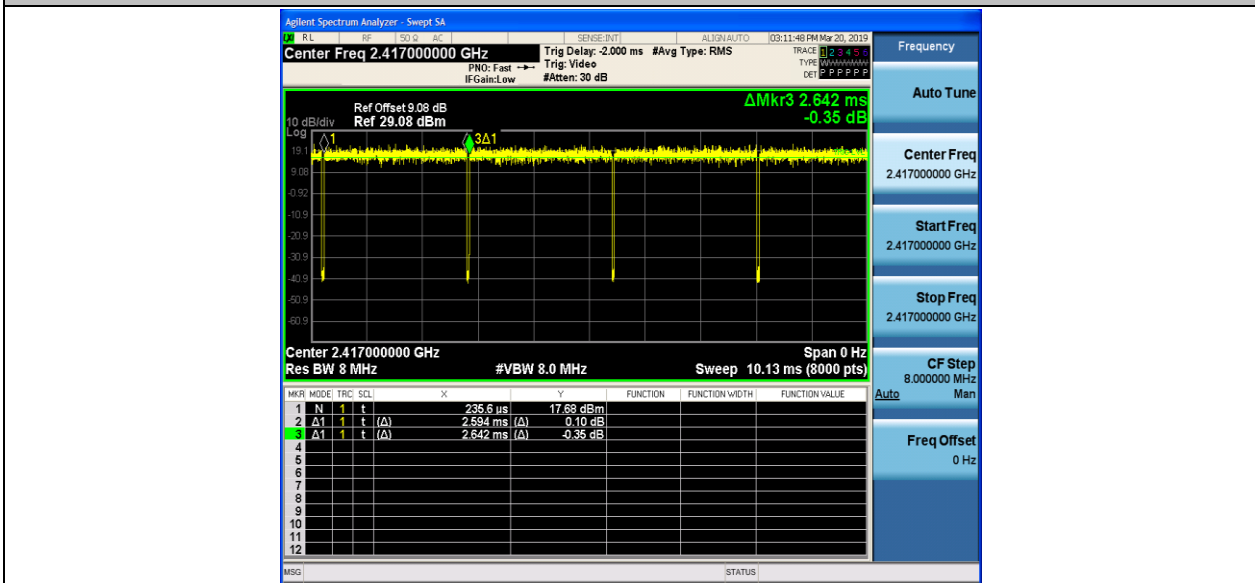 Agilent Spectrum Analyzer - Swept SA
RL RF 50 Ω AC SENSE:INT ALIGN AUTO 03:11:48 PM Mar 20, 2019
Center Freq 2.417000000 GHz
PNO: Fast
IFGain:Low
Trig Delay: -2.000 ms #Avg Type: RMS
Trig: Video
#Atten: 30 dB
TRACE 1 2 3 4 5 6
TYPE
DET P P P P P P
Ref Offset 9.08 dB
10 dB/div Ref 29.08 dBm
Log
ΔMkr3 2.642 ms
-0.35 dB
1
3Δ1
19.1
9.08
-0.92
-10.9
-20.9
-30.9
-40.9
-50.9
-60.9
Center 2.417000000 GHz Span 0 Hz
Res BW 8 MHz #VBW 8.0 MHz Sweep 10.13 ms (8000 pts)
MKR MODE TRC SCL X Y FUNCTION FUNCTION WIDTH FUNCTION VALUE
1 N 1 t 235.6 µs 17.68 dBm
2 Δ1 1 t (Δ) 2.594 ms (Δ) 0.10 dB
3 Δ1 1 t (Δ) 2.642 ms (Δ) -0.35 dB
4
5
6
7
8
9
10
11
12
MSG STATUS
Frequency
Auto Tune
Center Freq
2.417000000 GHz
Start Freq
2.417000000 GHz
Stop Freq
2.417000000 GHz
CF Step
8.000000 MHz
Auto Man
Freq Offset
0 Hz